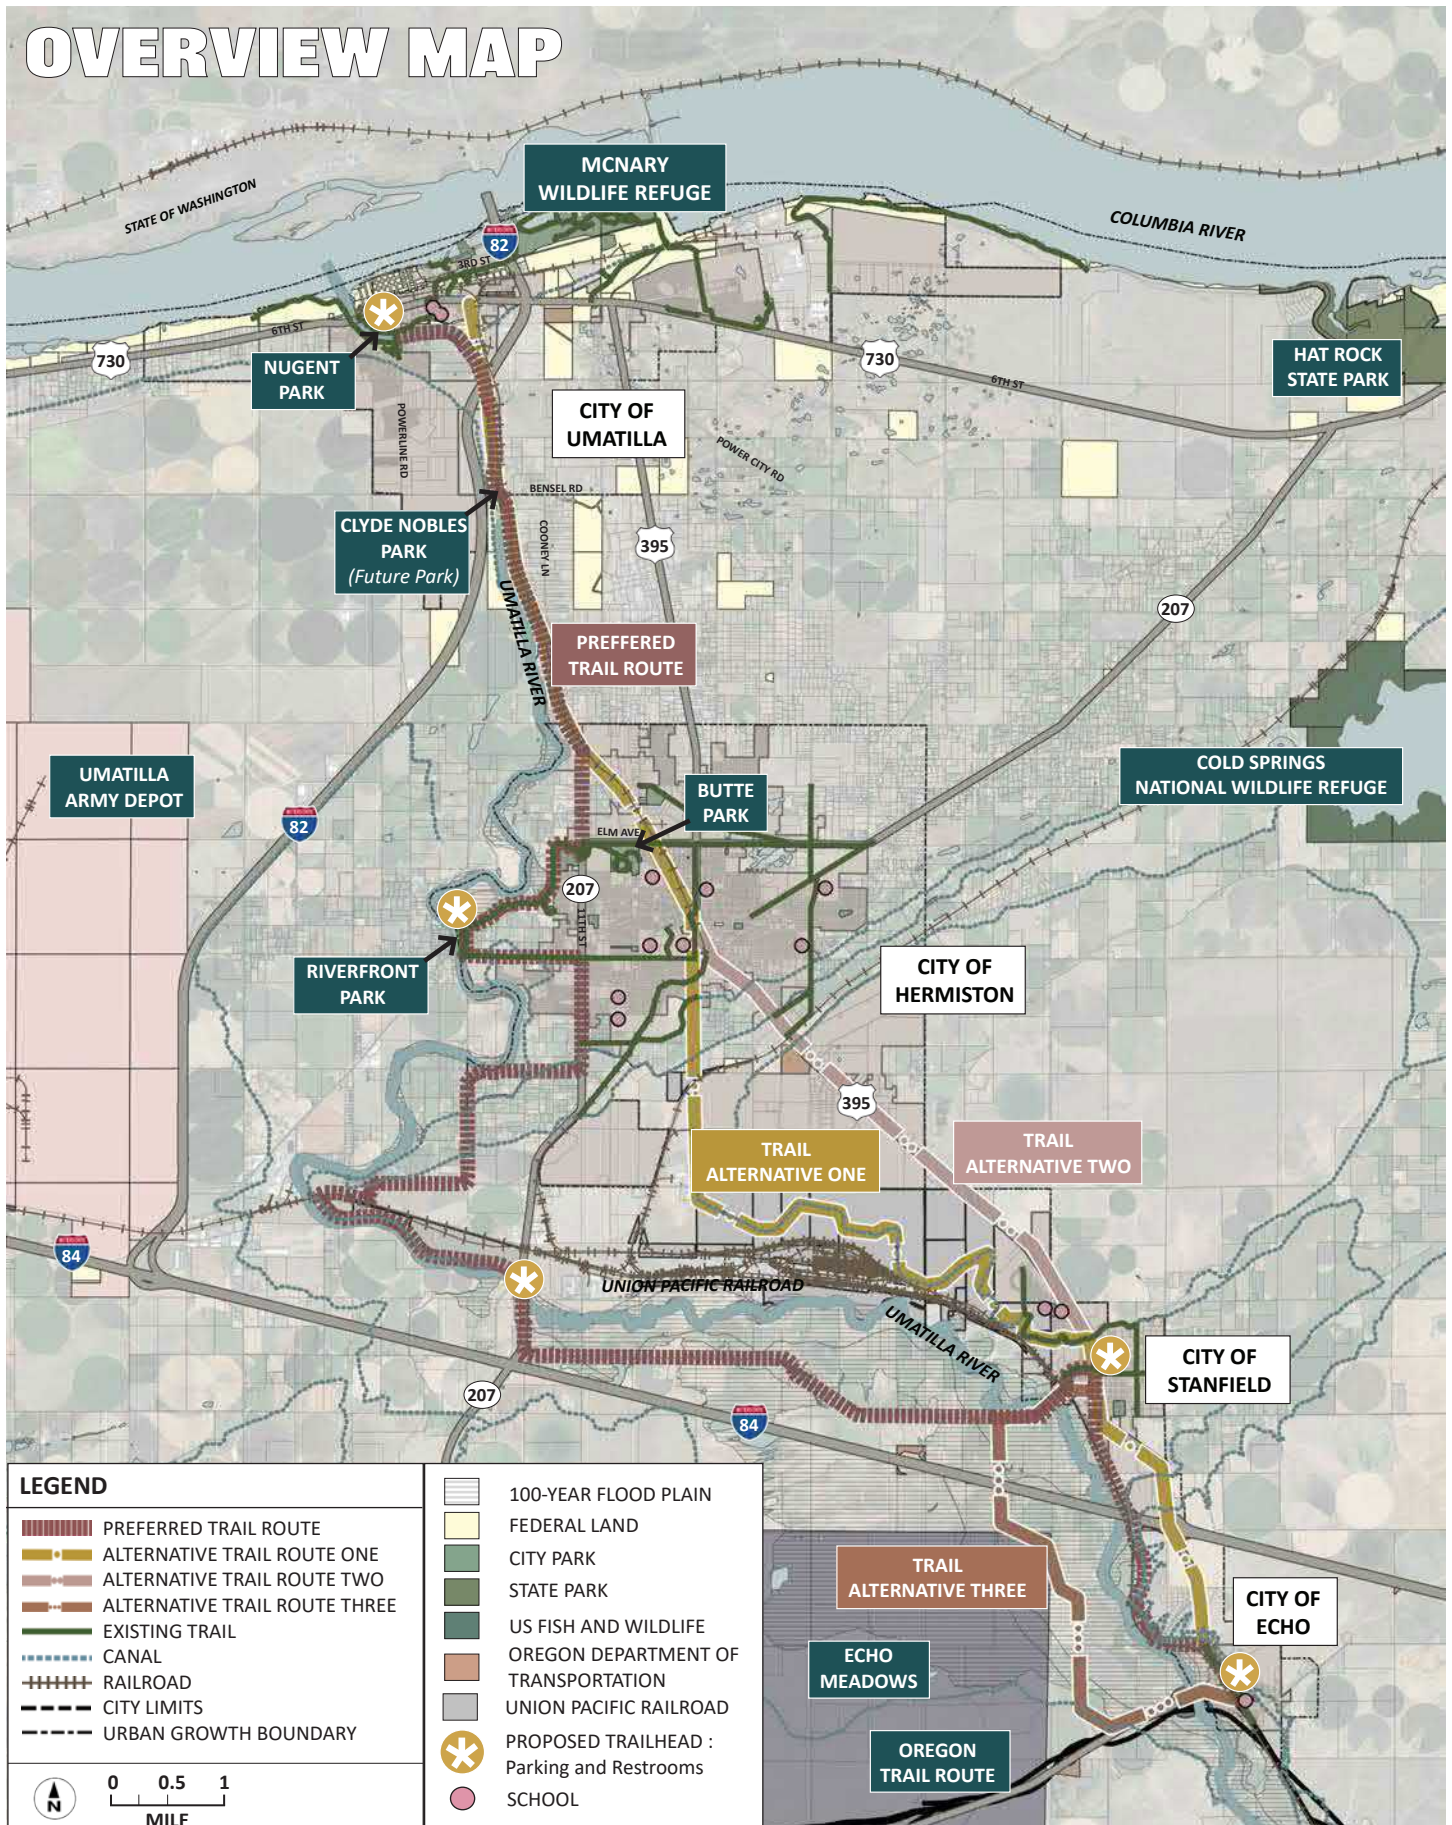 OVERVIEW MAP
MCNARY
WILDLIFE REFUGE
STATE OF WASHINGTON
COLUMBIA RIVER
82
3RD ST
6TH ST
730
NUGENT
PARK
730
6TH ST
HAT ROCK
STATE PARK
CITY OF
UMATILLA
POWERLINE RD
POWER CITY RD
BENSEL RD
CLYDE NOBLES
PARK
(Future Park)
COONEY LN
395
UMATILLA RIVER
207
PREFFERED
TRAIL ROUTE
UMATILLA
ARMY DEPOT
COLD SPRINGS
NATIONAL WILDLIFE REFUGE
BUTTE
PARK
82
ELM AVE
207
11TH ST
RIVERFRONT
PARK
CITY OF
HERMISTON
395
TRAIL
ALTERNATIVE ONE
TRAIL
ALTERNATIVE TWO
84
UNION PACIFIC RAILROAD
UMATILLA RIVER
CITY OF
STANFIELD
207
84
TRAIL
ALTERNATIVE THREE
CITY OF
ECHO
ECHO
MEADOWS
OREGON
TRAIL ROUTE
LEGEND
PREFERRED TRAIL ROUTE
ALTERNATIVE TRAIL ROUTE ONE
ALTERNATIVE TRAIL ROUTE TWO
ALTERNATIVE TRAIL ROUTE THREE
EXISTING TRAIL
CANAL
RAILROAD
CITY LIMITS
URBAN GROWTH BOUNDARY
N
0 0.5 1
MILE
100-YEAR FLOOD PLAIN
FEDERAL LAND
CITY PARK
STATE PARK
US FISH AND WILDLIFE
OREGON DEPARTMENT OF
TRANSPORTATION
UNION PACIFIC RAILROAD
PROPOSED TRAILHEAD :
Parking and Restrooms
SCHOOL